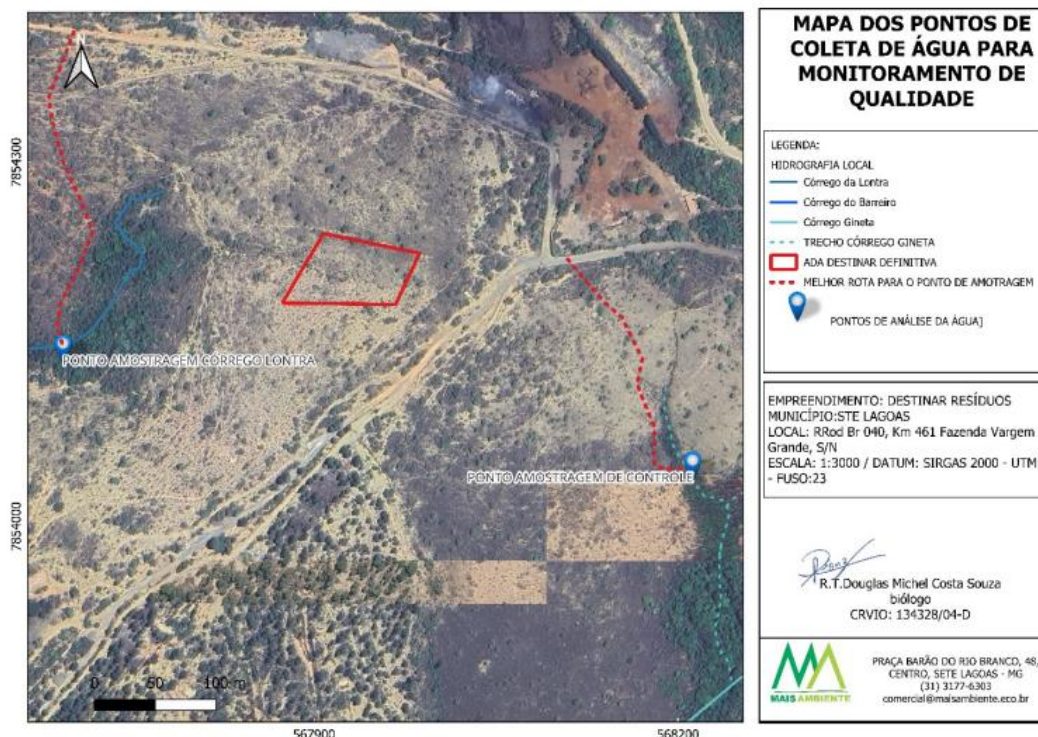 MAPA DOS PONTOS DE
COLETA DE ÁGUA PARA
MONITORAMENTO DE
QUALIDADE
LEGENDA:
HIDROGRAFIA LOCAL
Córrego da Lontra
Córrego do Barreiro
Córrego Gineta
TRECHO CÓRREGO GINETA
ADA DESTINAR DEFINITIVA
MELHOR ROTA PARA O PONTO DE AMOTRAGEM
PONTOS DE ANÁLISE DA ÁGUA]
EMPREENDIMENTO: DESTINAR RESÍDUOS
MUNICÍPIO:STE LAGOAS
LOCAL: RRod Br 040, Km 461 Fazenda Vargem
Grande, S/N
ESCALA: 1:3000 / DATUM: SIRGAS 2000 - UTM
- FUSO:23
R.T.Douglas Michel Costa Souza
biólogo
CRVIO: 134328/04-D
MA
MAIS AMBIENTE
PRAÇA BARÃO DO RIO BRANCO, 48,
CENTRO, SETE LAGOAS - MG
(31) 3177-6303
comercial@maisambiente.eco.br
N
7854300
7854000
PONTO AMOSTRAGEM CÓRREGO LONTRA
PONTO AMOSTRAGEM DE CONTROLE
0 50 100 m
567900
568200